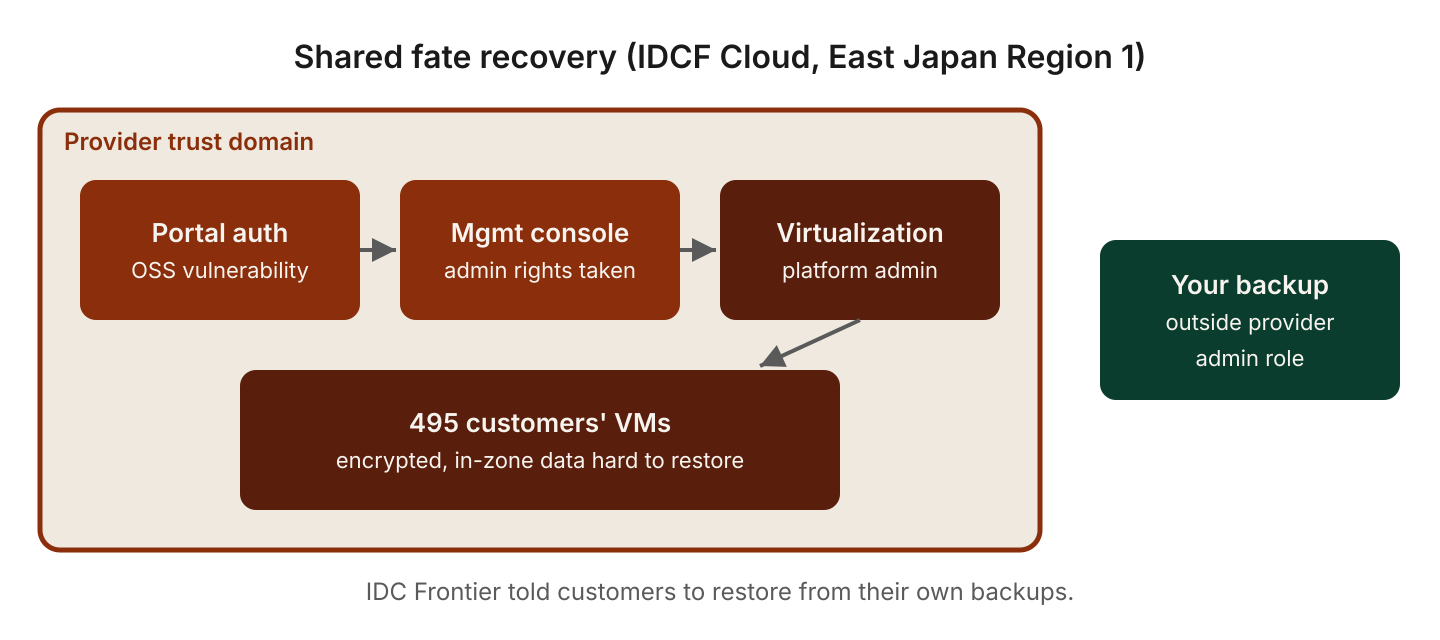 Shared fate recovery (IDCF Cloud, East Japan Region 1)
Provider trust domain
Portal auth
OSS vulnerability
Mgmt console
admin rights taken
Virtualization
platform admin
Your backup
outside provider
admin role
495 customers' VMs
encrypted, in-zone data hard to restore
IDC Frontier told customers to restore from their own backups.